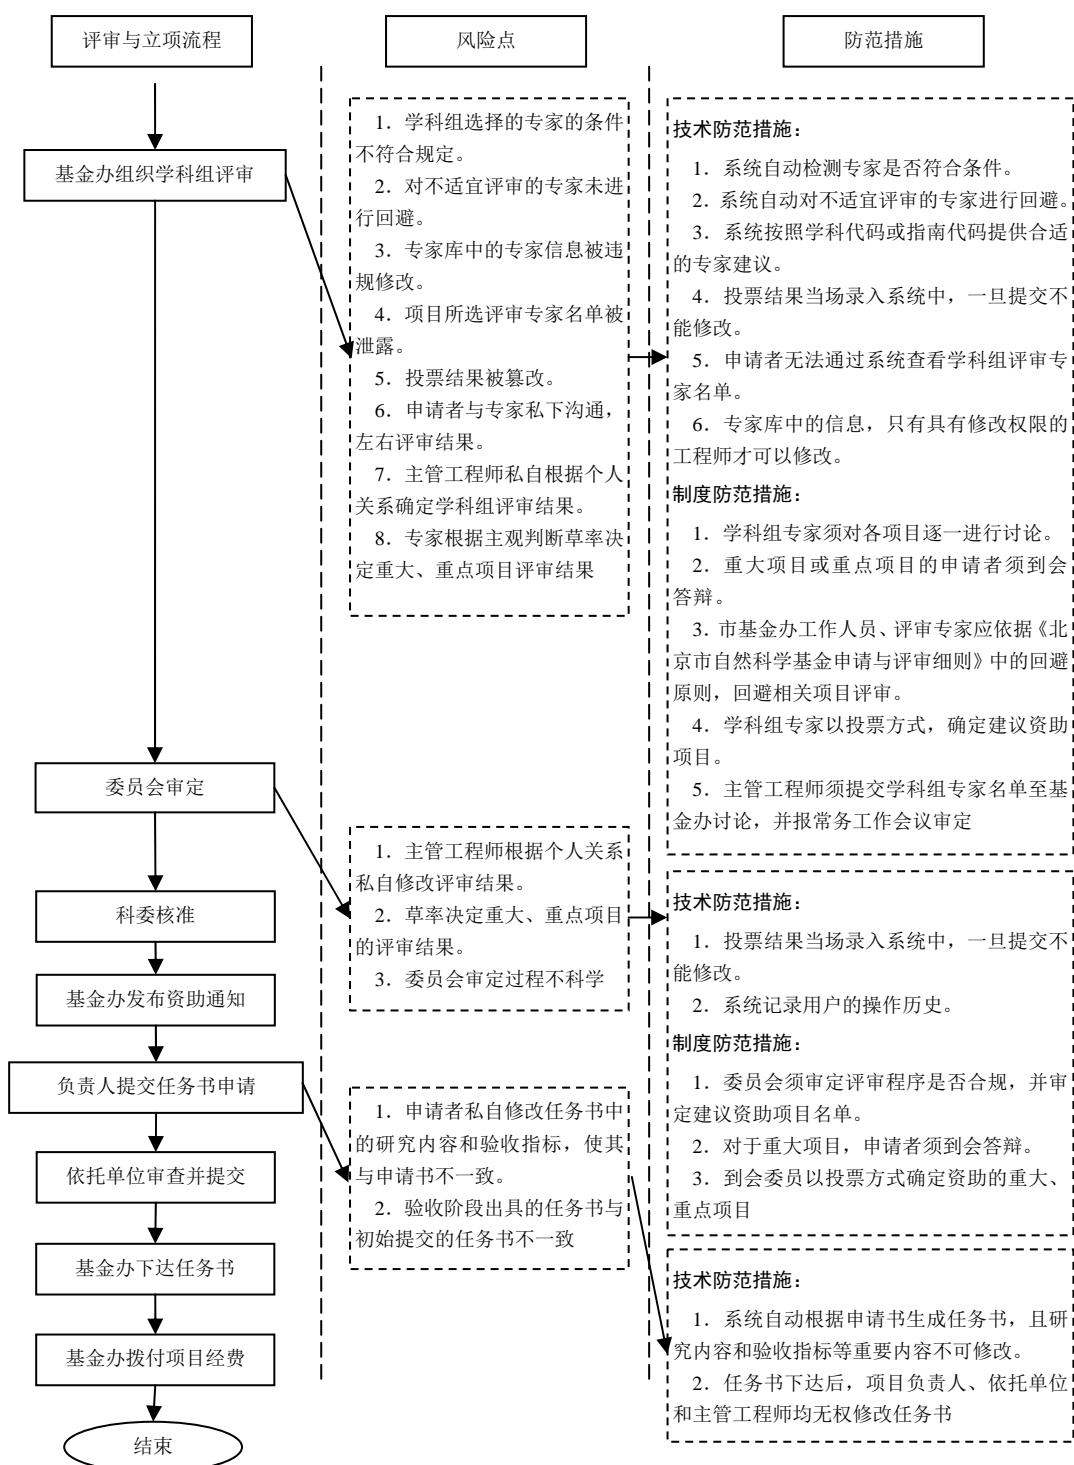 评审与立项流程
基金办组织学科组评审
委员会审定
科委核准
基金办发布资助通知
负责人提交任务书申请
依托单位审查并提交
基金办下达任务书
基金办拨付项目经费
结束
风险点
1．学科组选择的专家的条件
不符合规定。
2．对不适宜评审的专家未进
行回避。
3．专家库中的专家信息被违
规修改。
4．项目所选评审专家名单被
泄露。
5．投票结果被篡改。
6．申请者与专家私下沟通，
左右评审结果。
7．主管工程师私自根据个人
关系确定学科组评审结果。
8．专家根据主观判断草率决
定重大、重点项目评审结果
1．主管工程师根据个人关系
私自修改评审结果。
2．草率决定重大、重点项目
的评审结果。
3．委员会审定过程不科学
1．申请者私自修改任务书中
的研究内容和验收指标，使其
与申请书不一致。
2．验收阶段出具的任务书与
初始提交的任务书不一致
防范措施
技术防范措施：
1．系统自动检测专家是否符合条件。
2．系统自动对不适宜评审的专家进行回避。
3．系统按照学科代码或指南代码提供合适
的专家建议。
4．投票结果当场录入系统中，一旦提交不
能修改。
5．申请者无法通过系统查看学科组评审专
家名单。
6．专家库中的信息，只有具有修改权限的
工程师才可以修改。
制度防范措施：
1．学科组专家须对各项目逐一进行讨论。
2．重大项目或重点项目的申请者须到会
答辩。
3．市基金办工作人员、评审专家应依据《北
京市自然科学基金申请与评审细则》中的回避
原则，回避相关项目评审。
4．学科组专家以投票方式，确定建议资助
项目。
5．主管工程师须提交学科组专家名单至基
金办讨论，并报常务工作会议审定
技术防范措施：
1．投票结果当场录入系统中，一旦提交不
能修改。
2．系统记录用户的操作历史。
制度防范措施：
1．委员会须审定评审程序是否合规，并审
定建议资助项目名单。
2．对于重大项目，申请者须到会答辩。
3．到会委员以投票方式确定资助的重大、
重点项目
技术防范措施：
1．系统自动根据申请书生成任务书，且研
究内容和验收指标等重要内容不可修改。
2．任务书下达后，项目负责人、依托单位
和主管工程师均无权修改任务书